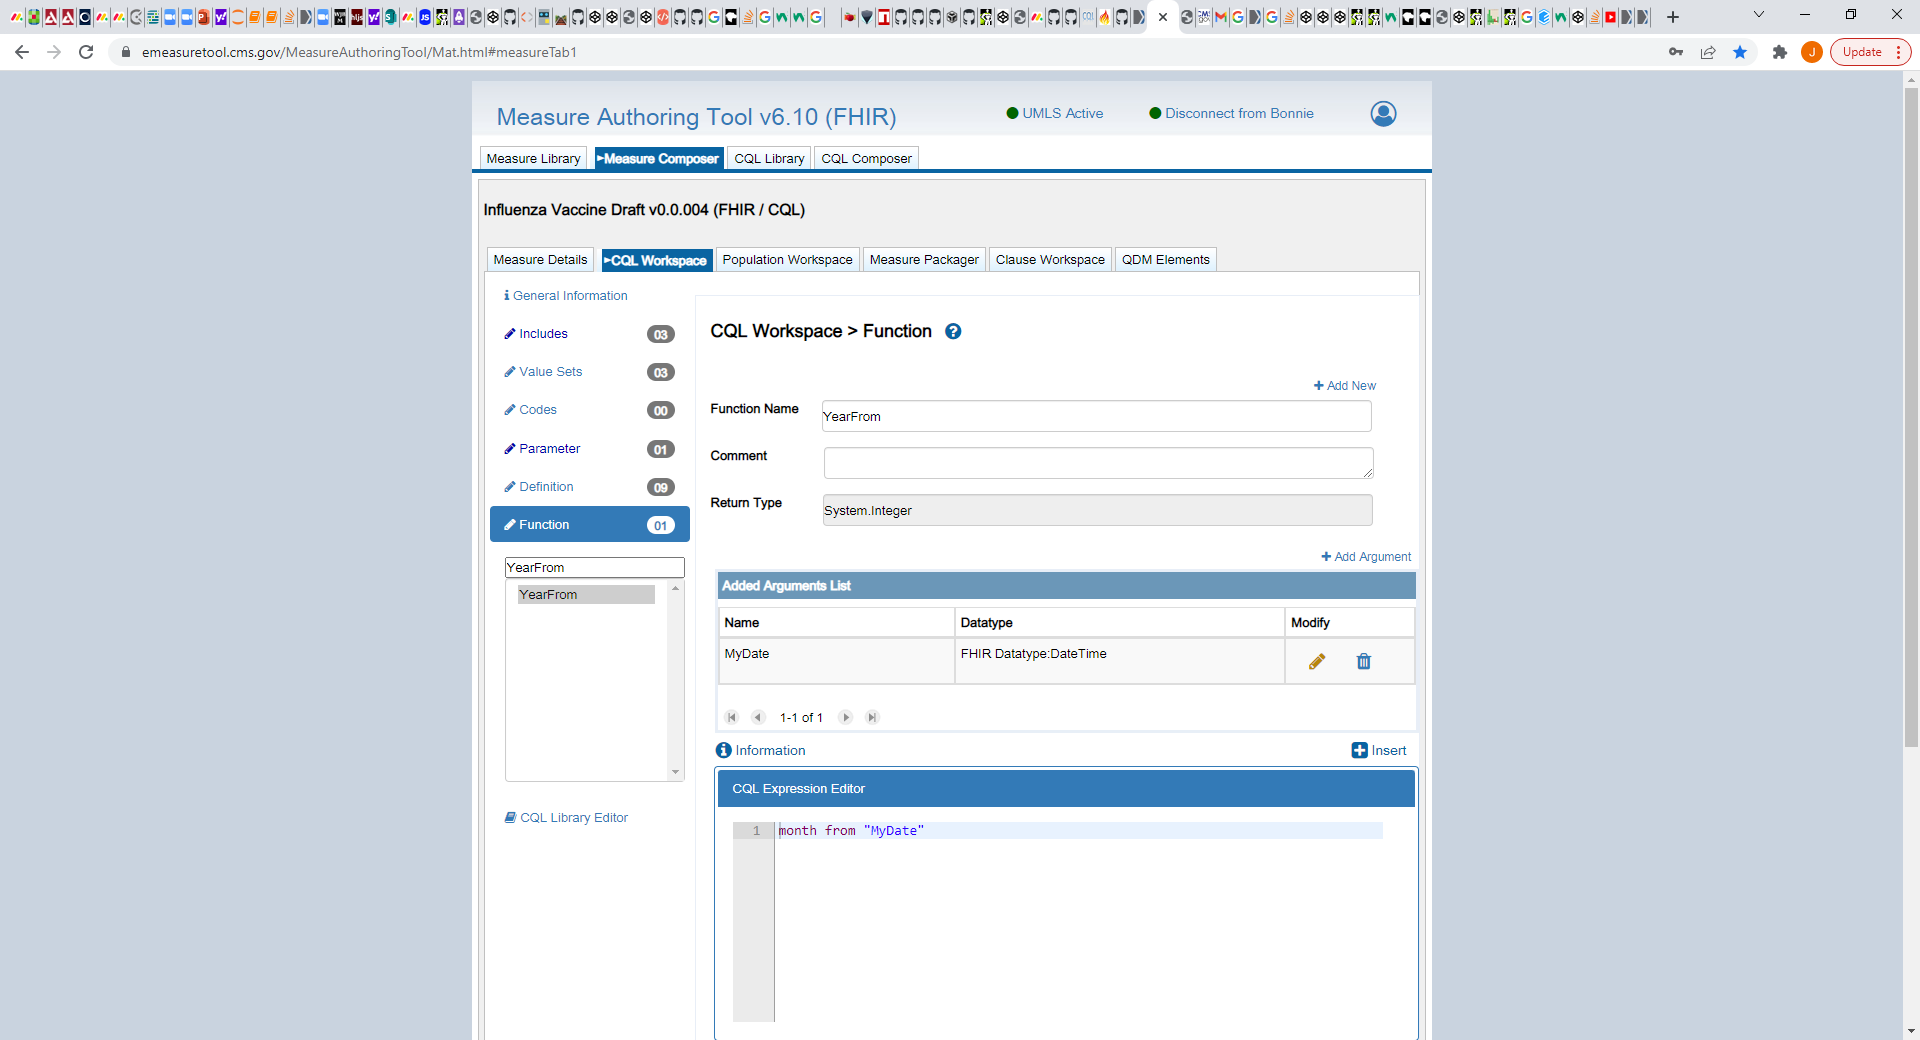 emeasuretool.cms.gov/MeasureAuthoringTool/Mat.html#measureTab1
J
Update
Measure Authoring Tool v6.10 (FHIR)
UMLS Active
Disconnect from Bonnie
Measure Library
►Measure Composer
CQL Library
CQL Composer
Influenza Vaccine Draft v0.0.004 (FHIR / CQL)
Measure Details
►CQL Workspace
Population Workspace
Measure Packager
Clause Workspace
QDM Elements
General Information
Includes 03
Value Sets 03
Codes 00
Parameter 01
Definition 09
Function 01
YearFrom
YearFrom
CQL Library Editor
CQL Workspace > Function
Add New
Function Name YearFrom
Comment
Return Type System.Integer
Add Argument
Added Arguments List
Name Datatype Modify
MyDate FHIR Datatype:DateTime
1-1 of 1
Information
Insert
CQL Expression Editor
1 month from "MyDate"